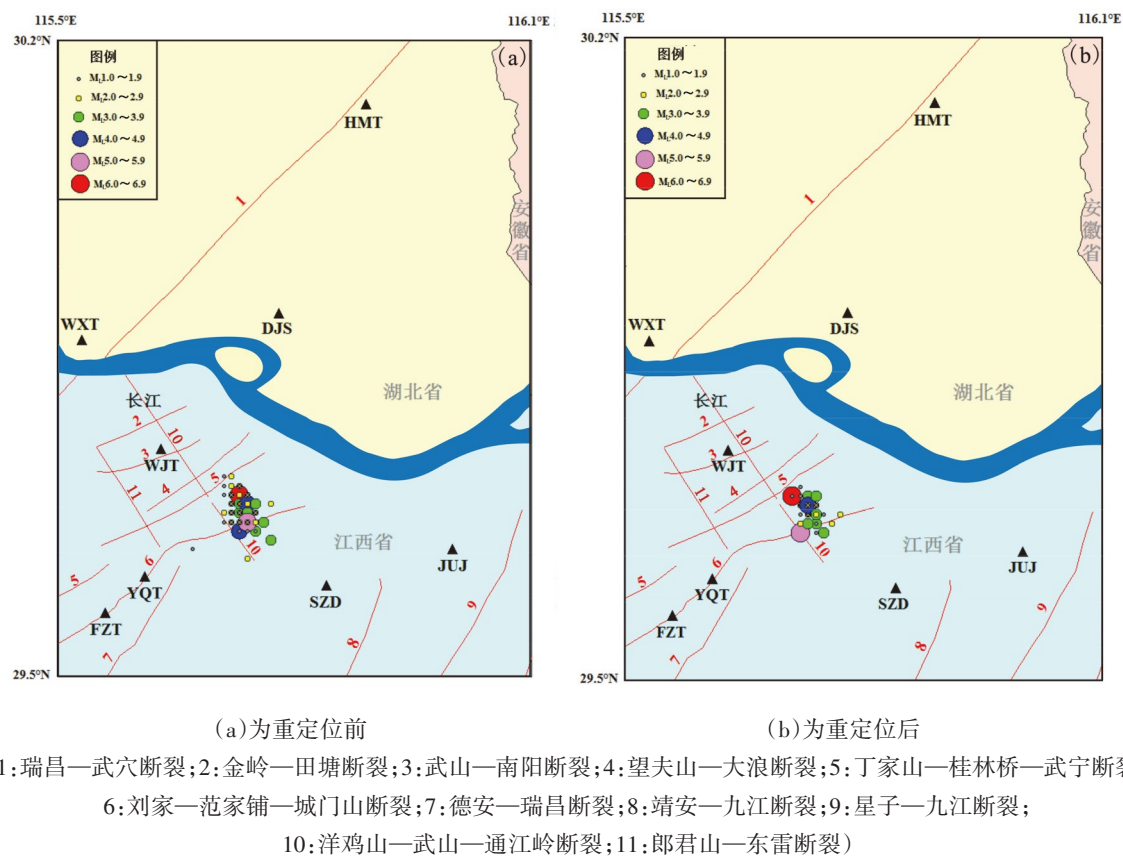 115.5°E
116.1°E
30.2°N
(a)
图例
ML1.0～1.9
ML2.0～2.9
ML3.0～3.9
ML4.0～4.9
ML5.0～5.9
ML6.0～6.9
HMT
1
安徽省
WXT
DJS
湖北省
长江
2
10
3
WJT
5
4
11
江西省
10
6
JUJ
5
YQT
SZD
9
FZT
8
7
29.5°N
115.5°E
116.1°E
30.2°N
(b)
图例
ML1.0～1.9
ML2.0～2.9
ML3.0～3.9
ML4.0～4.9
ML5.0～5.9
ML6.0～6.9
HMT
1
安徽省
WXT
DJS
湖北省
长江
2
10
3
WJT
5
4
11
江西省
10
6
JUJ
5
YQT
SZD
9
FZT
8
7
29.5°N
(a)为重定位前
(b)为重定位后
1:瑞昌—武穴断裂;2:金岭—田塘断裂;3:武山—南阳断裂;4:望夫山—大浪断裂;5:丁家山—桂林桥—武宁断裂
6:刘家—范家铺—城门山断裂;7:德安—瑞昌断裂;8:靖安—九江断裂;9:星子—九江断裂;
10:洋鸡山—武山—通江岭断裂;11:郎君山—东雷断裂)